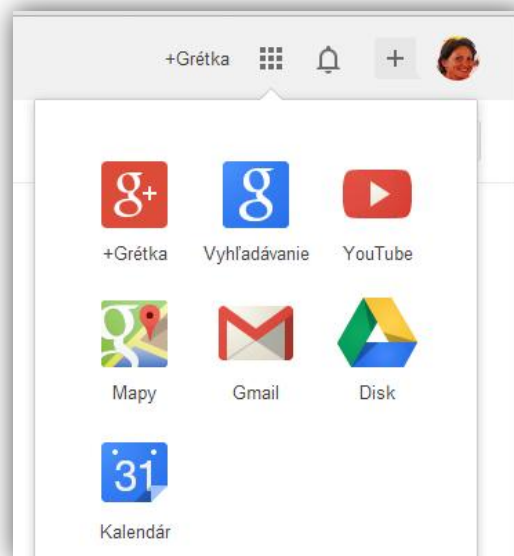 +Grétka
g+ g
+Grétka Vyhľadávanie YouTube
g
Mapy Gmail Disk
31
Kalendár